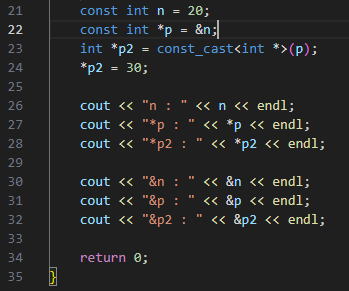 21 const int n = 20;
22 const int *p = &n;
23 int *p2 = const_cast<int *>(p);
24 *p2 = 30;
25
26 cout << "n : " << n << endl;
27 cout << "*p : " << *p << endl;
28 cout << "*p2 : " << *p2 << endl;
29
30 cout << "&n : " << &n << endl;
31 cout << "&p : " << &p << endl;
32 cout << "&p2 : " << &p2 << endl;
33
34 return 0;
35 }